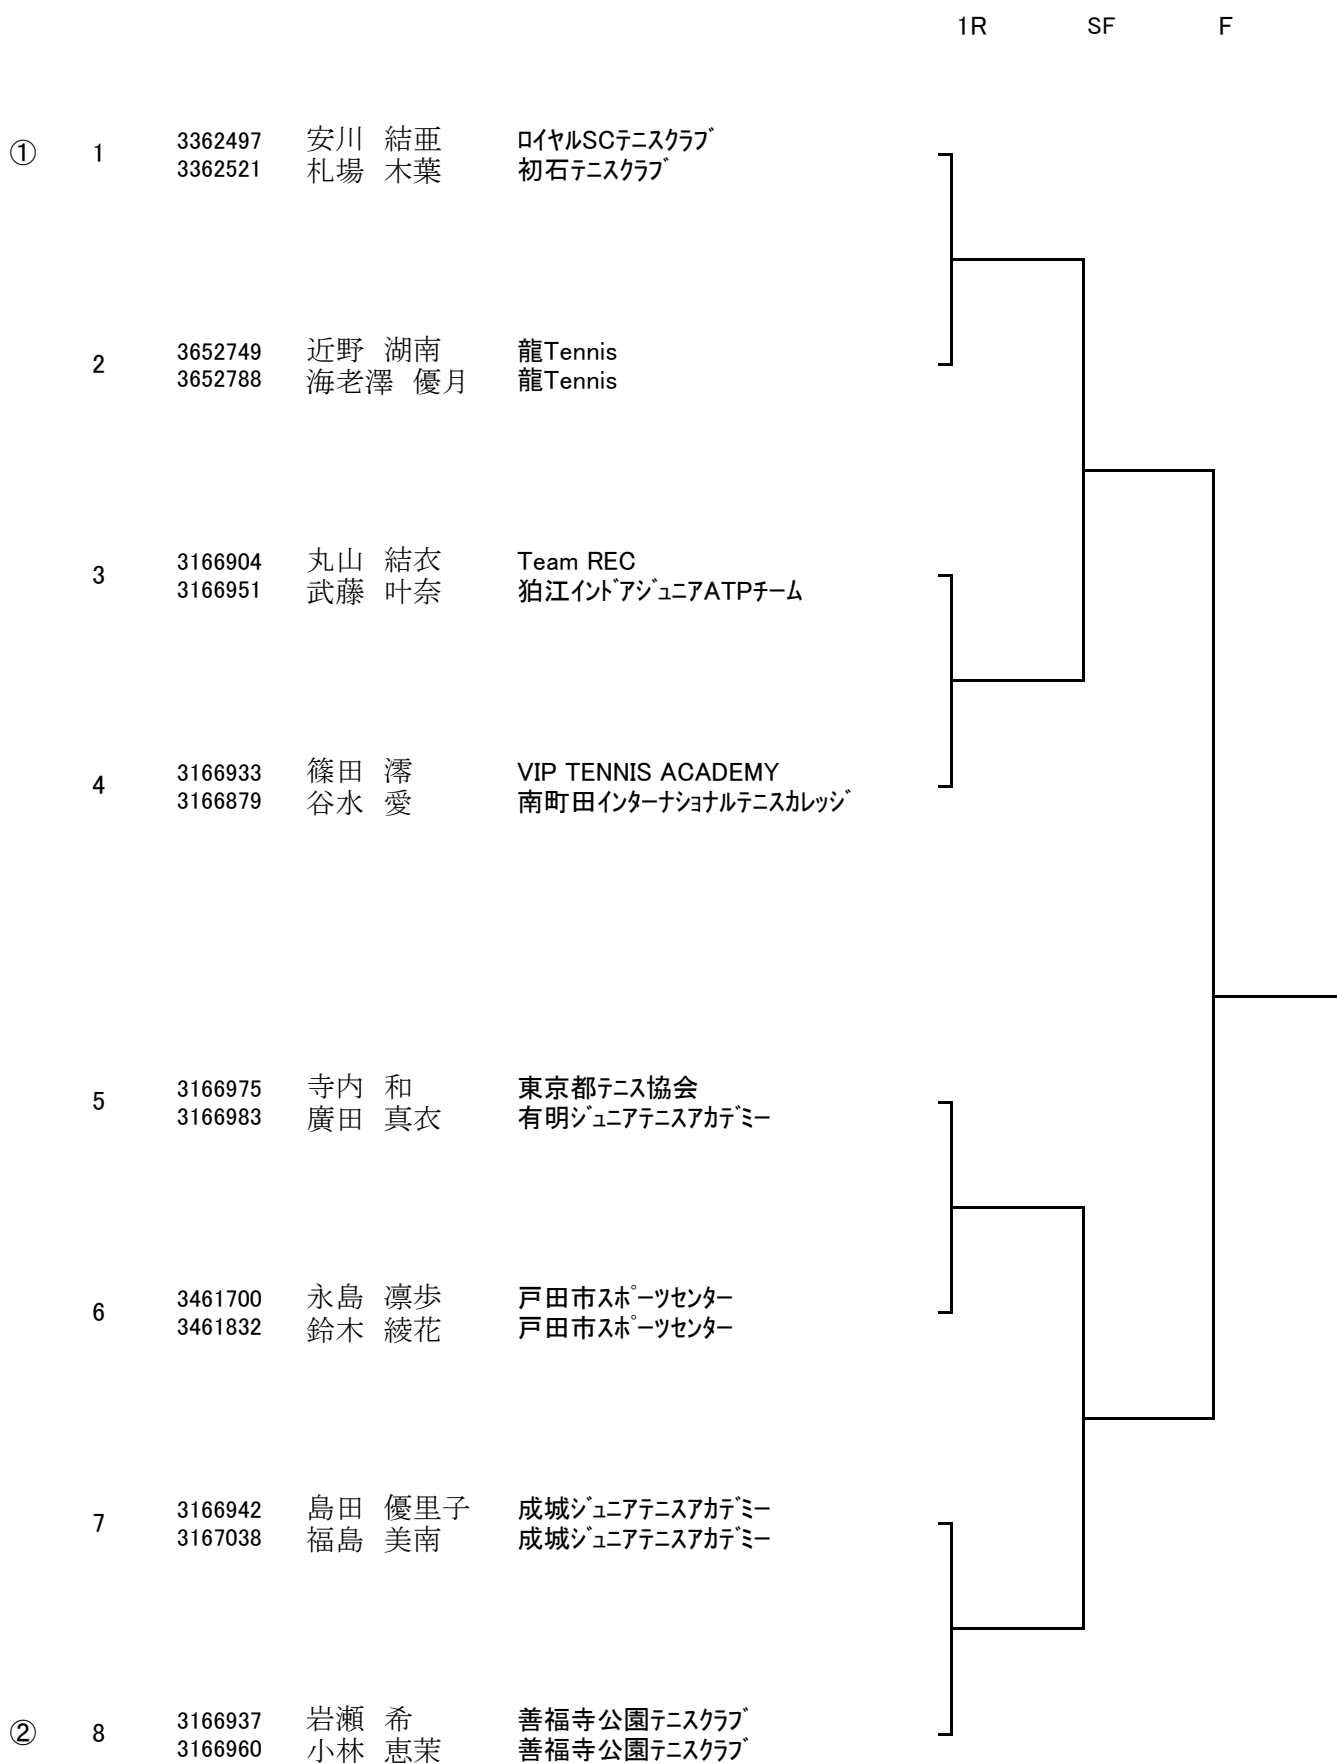 1R SF F
① 1 3362497 安川 結亜 ﾛｲﾔﾙSCﾃﾆｽｸﾗﾌﾞ
3362521 札場 木葉 初石ﾃﾆｽｸﾗﾌﾞ
2 3652749 近野 湖南 龍Tennis
3652788 海老澤 優月 龍Tennis
3 3166904 丸山 結衣 Team REC
3166951 武藤 叶奈 狛江ｲﾝﾄﾞｱｼﾞｭﾆｱATPﾁｰﾑ
4 3166933 篠田 澪 VIP TENNIS ACADEMY
3166879 谷水 愛 南町田ｲﾝﾀｰﾅｼｮﾅﾙﾃﾆｽｶﾚｯｼﾞ
5 3166975 寺内 和 東京都ﾃﾆｽ協会
3166983 廣田 真衣 有明ｼﾞｭﾆｱﾃﾆｽｱｶﾃﾞﾐｰ
6 3461700 永島 凛歩 戸田市ｽﾎﾟｰﾂｾﾝﾀｰ
3461832 鈴木 綾花 戸田市ｽﾎﾟｰﾂｾﾝﾀｰ
7 3166942 島田 優里子 成城ｼﾞｭﾆｱﾃﾆｽｱｶﾃﾞﾐｰ
3167038 福島 美南 成城ｼﾞｭﾆｱﾃﾆｽｱｶﾃﾞﾐｰ
② 8 3166937 岩瀬 希 善福寺公園ﾃﾆｽｸﾗﾌﾞ
3166960 小林 恵茉 善福寺公園ﾃﾆｽｸﾗﾌﾞ